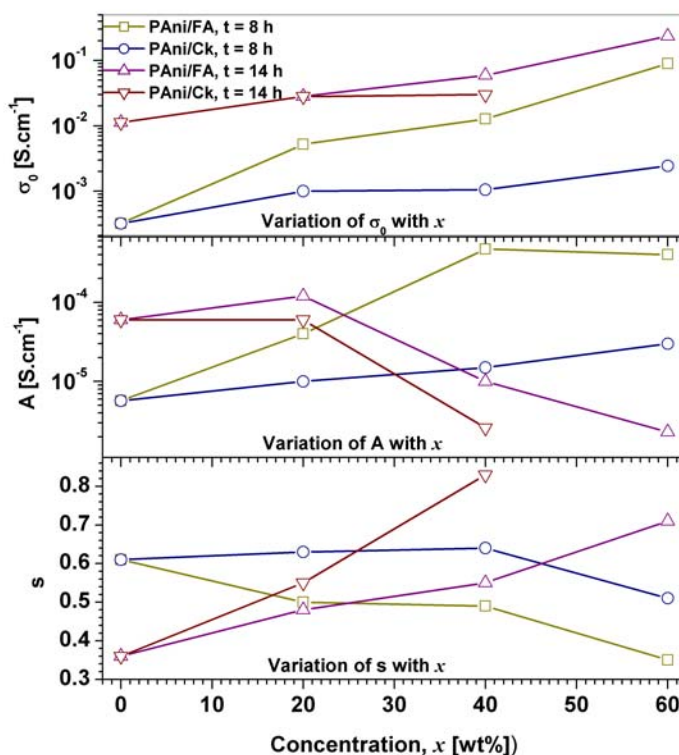 PAni/FA, t = 8 h
PAni/Ck, t = 8 h
PAni/FA, t = 14 h
PAni/Ck, t = 14 h
10⁻¹
10⁻²
10⁻³
σ₀ [S.cm⁻¹]
Variation of σ₀ with x
10⁻⁴
10⁻⁵
A [S.cm⁻¹]
Variation of A with x
0.8
0.7
0.6
0.5
0.4
0.3
s
Variation of s with x
0 10 20 30 40 50 60
Concentration, x [wt%])